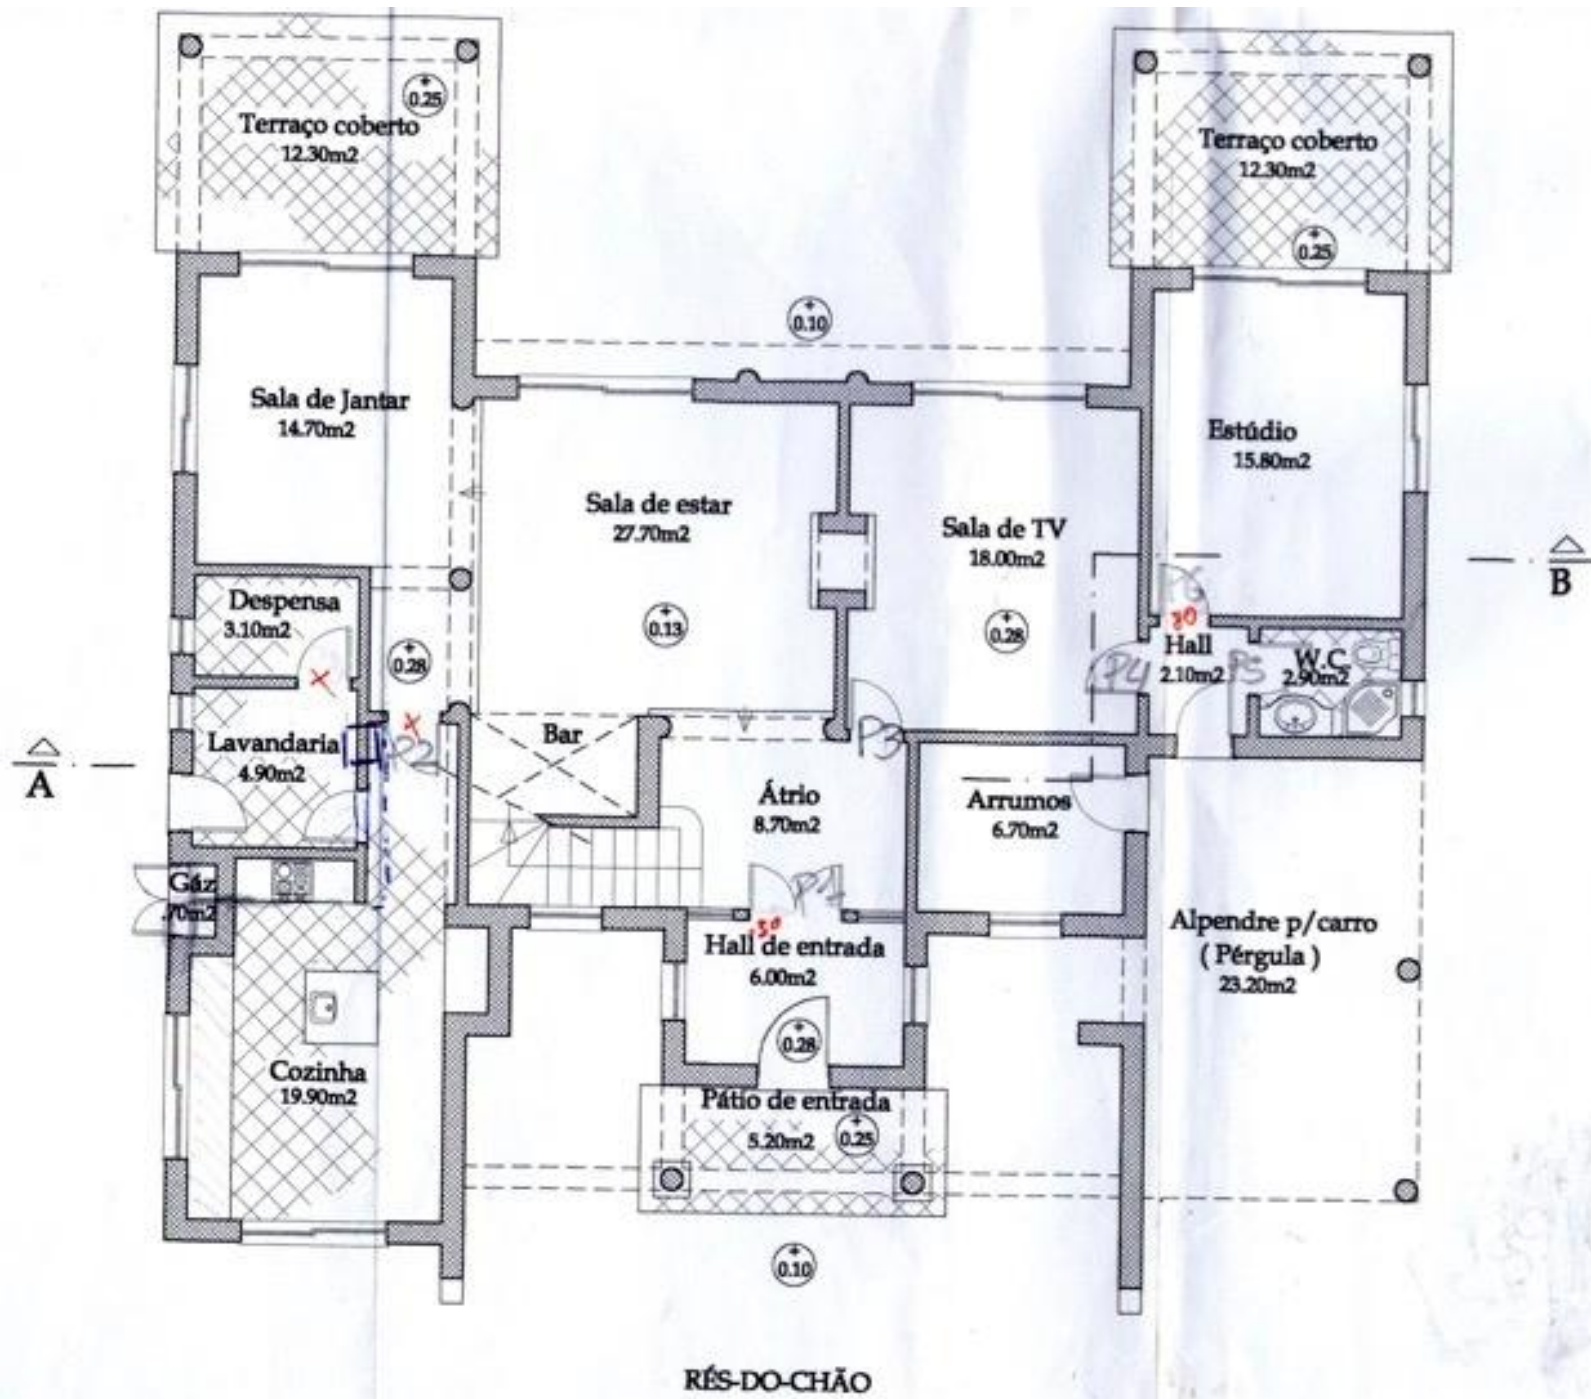 +
0.25
Terraço coberto
12.30m2
Terraço coberto
12.30m2
+
0.25
+
0.10
Sala de Jantar
14.70m2
Estúdio
15.80m2
Sala de estar
27.70m2
Sala de TV
18.00m2
B
Despensa
3.10m2
+
0.28
+
0.13
+
0.28
P6
80
Hall
2.10m2
P4
P5
W.C.
2.90m2
X
X
P2
Bar
P3
Lavandaria
4.90m2
A
Átrio
8.70m2
Arrumos
6.70m2
Gáz
.70m2
P1
Hall de entrada
6.00m2
Alpendre p/carro
( Pérgula )
23.20m2
+
0.28
Cozinha
19.90m2
Pátio de entrada
5.20m2
+
0.25
+
0.10
RÉS-DO-CHÃO